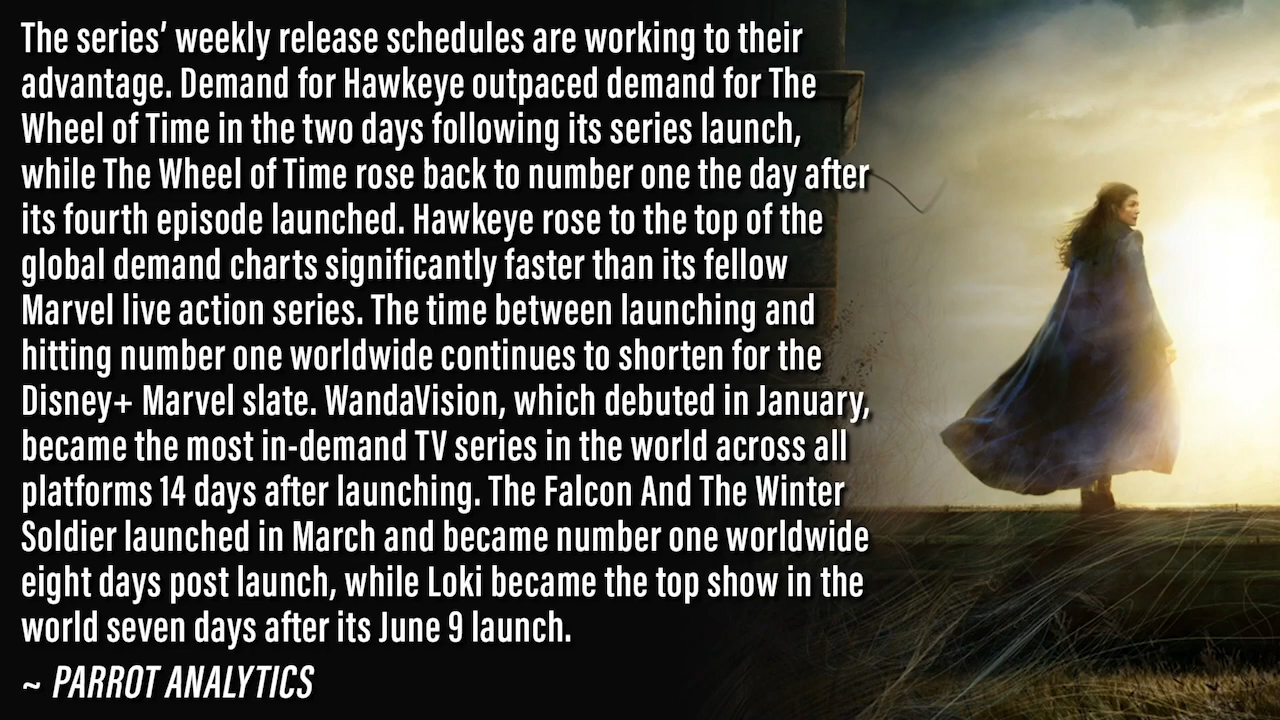 The series’ weekly release schedules are working to their
advantage. Demand for Hawkeye outpaced demand for The
Wheel of Time in the two days following its series launch,
while The Wheel of Time rose back to number one the day after
its fourth episode launched. Hawkeye rose to the top of the
global demand charts significantly faster than its fellow
Marvel live action series. The time between launching and
hitting number one worldwide continues to shorten for the
Disney+ Marvel slate. WandaVision, which debuted in January,
became the most in-demand TV series in the world across all
platforms 14 days after launching. The Falcon And The Winter
Soldier launched in March and became number one worldwide
eight days post launch, while Loki became the top show in the
world seven days after its June 9 launch.
~ PARROT ANALYTICS